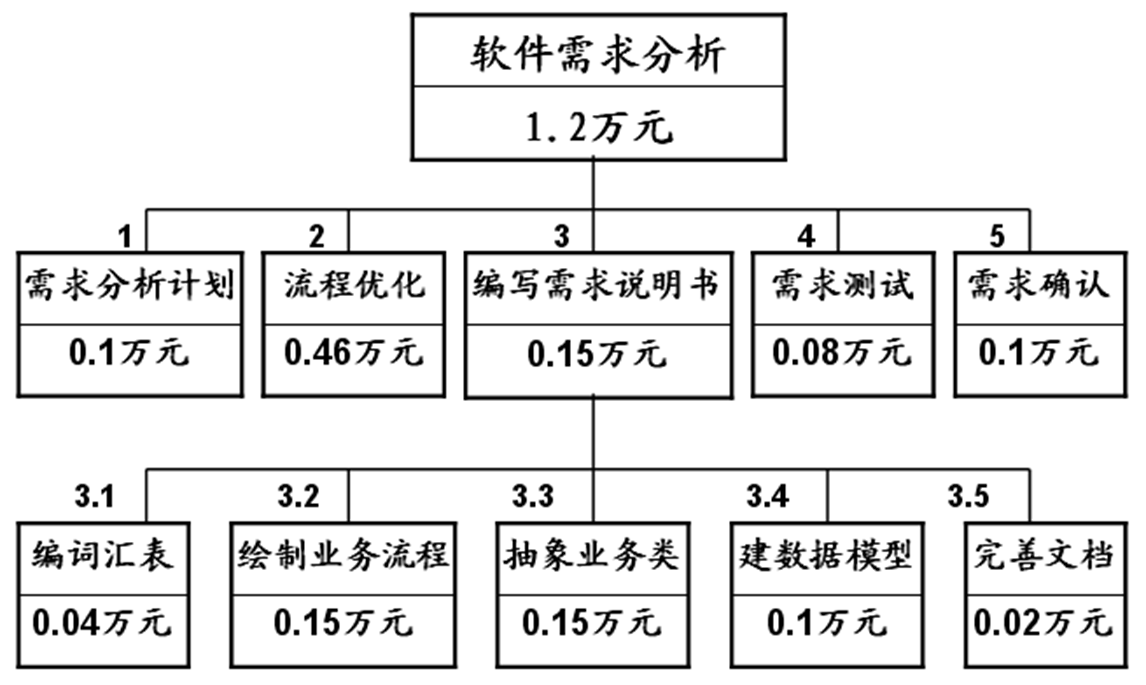 软件需求分析
1.2万元
1
2
3
4
5
需求分析计划
流程优化
编写需求说明书
需求测试
需求确认
0.1万元
0.46万元
0.15万元
0.08万元
0.1万元
3.1
3.2
3.3
3.4
3.5
编词汇表
绘制业务流程
抽象业务类
建数据模型
完善文档
0.04万元
0.15万元
0.15万元
0.1万元
0.02万元